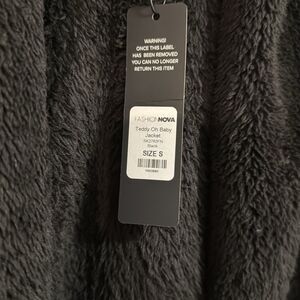 WARNING!
ONCE THIS LABEL
HAS BEEN REMOVED
YOU CAN NO LONGER
RETURN THIS ITEM
FASHIONNOVA
Teddy Oh Baby
Jacket
Black
SIZE S